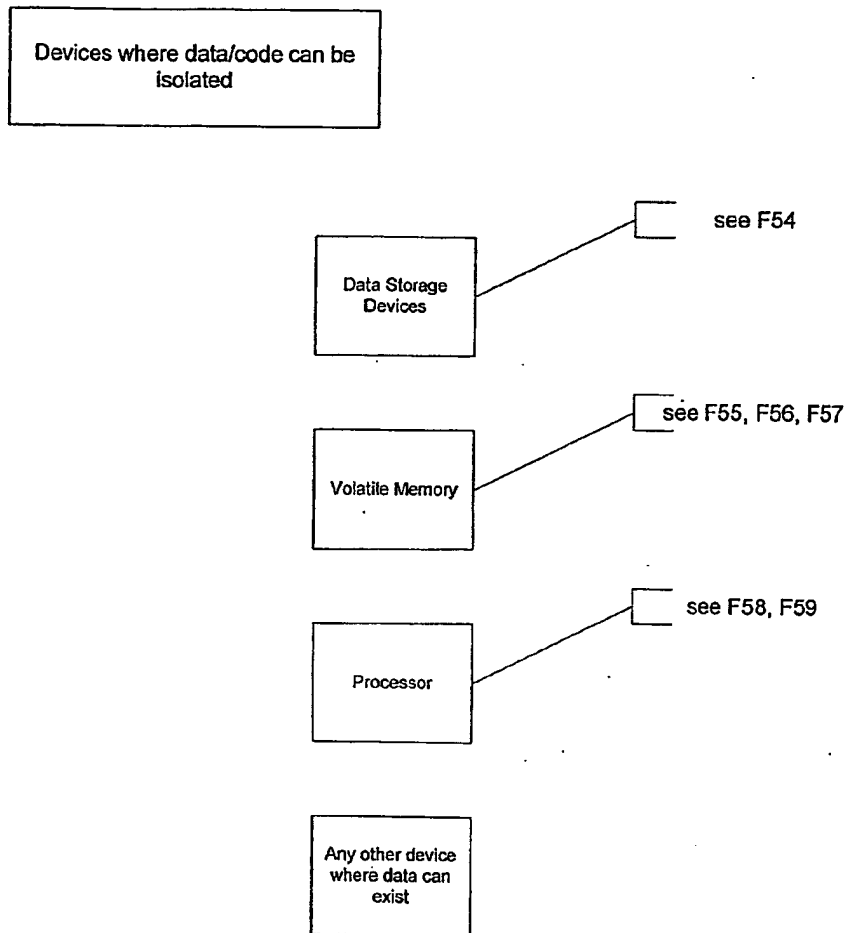 Devices where data/code can be
isolated
see F54
Data Storage
Devices
see F55, F56, F57
Volatile Memory
see F58, F59
Processor
Any other device
where data can
exist